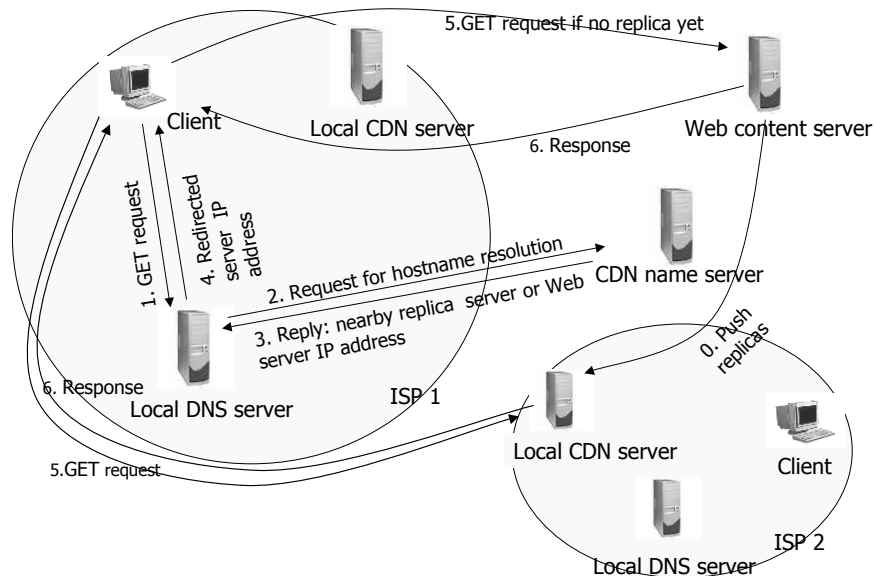 5.GET request if no replica yet
Client
Local CDN server
Web content server
6. Response
1. GET request
4. Redirected
server IP
address
2. Request for hostname resolution
CDN name server
3. Reply: nearby replica server or Web
server IP address
0. Push
replicas
6. Response
Local DNS server
ISP 1
Local CDN server
Client
5.GET request
ISP 2
Local DNS server